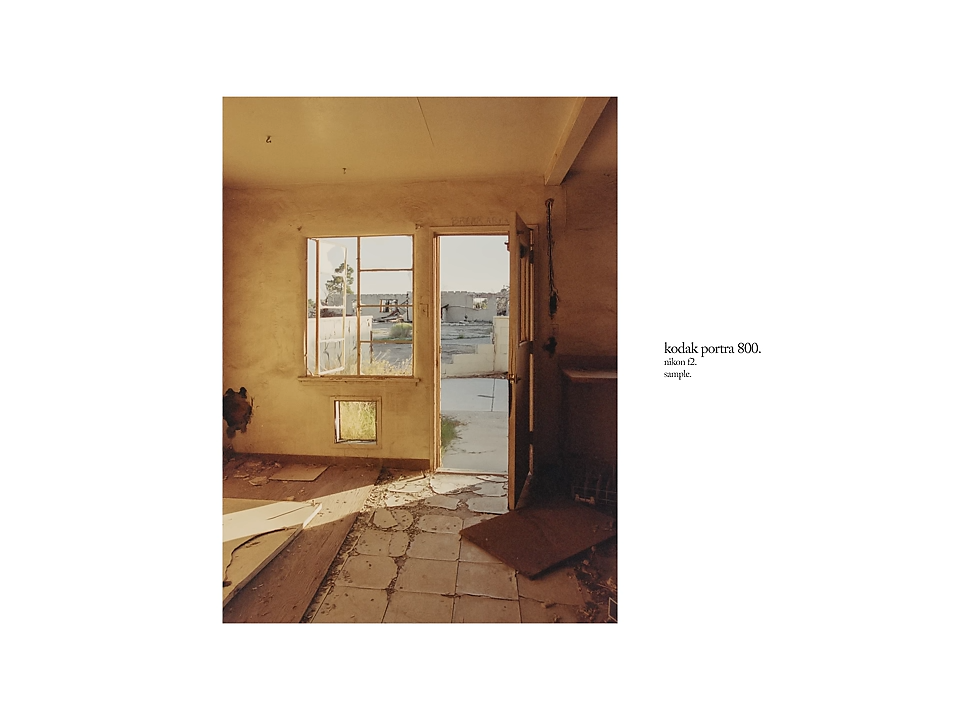 kodak portra 800.
nikon f2.
sample.